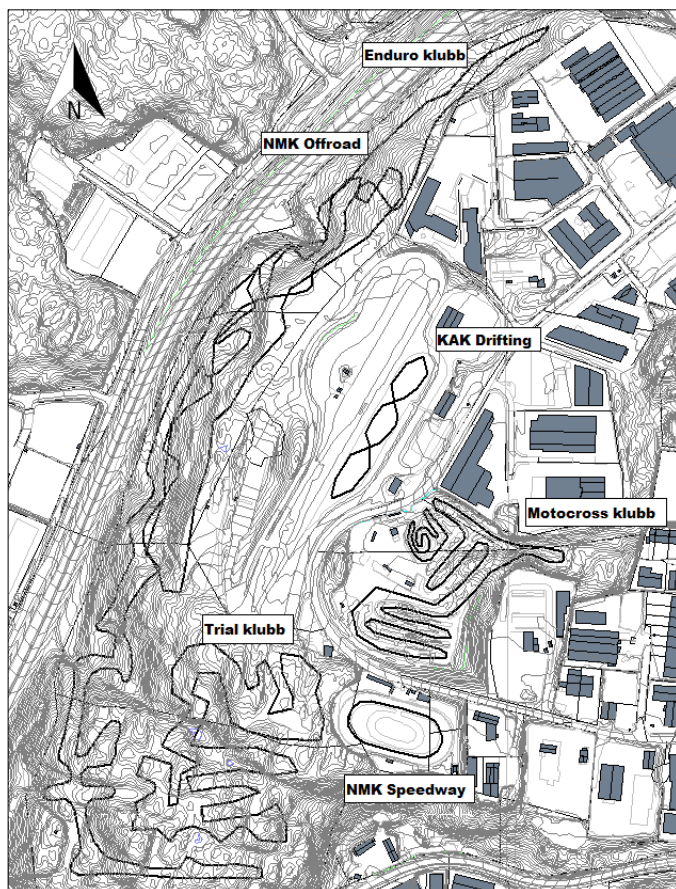 Enduro klubb
N
NMK Offroad
KAK Drifting
Motocross klubb
Trial klubb
NMK Speedway